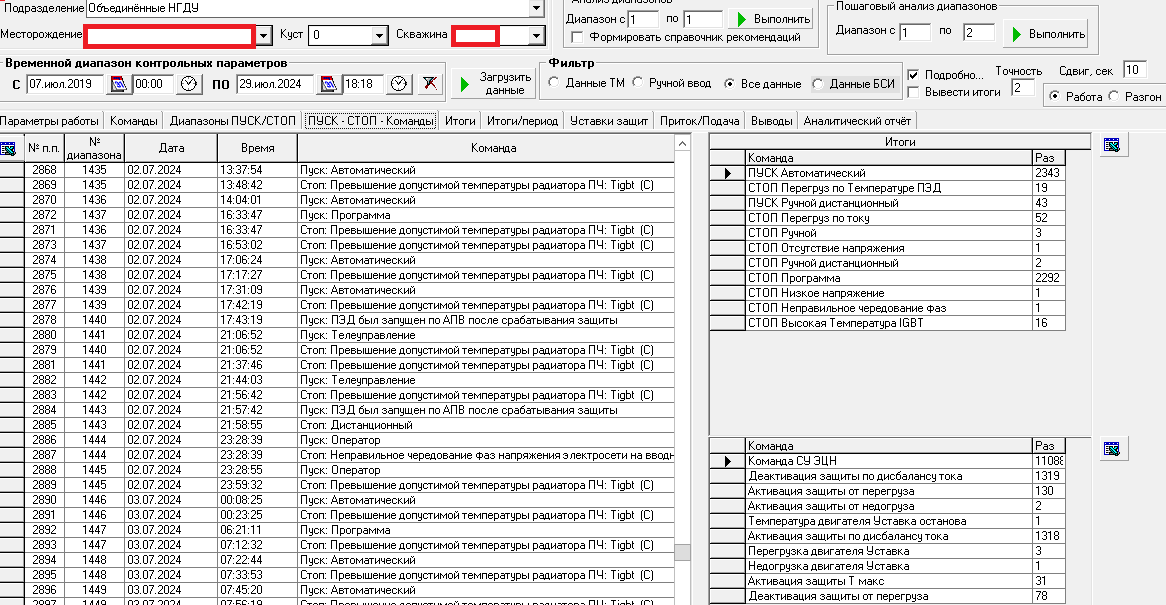 Подразделение Объединённые НГДУ
Анализ диапазонов
Диапазон с 1 по 1 Выполнить
Формировать справочник рекомендаций
Пошаговый анализ диапазонов
Диапазон с 1 по 2 Выполнить
Месторождение Куст 0 Скважина
Временной диапазон контрольных параметров
С 07.июл.2019 00:00 ПО 29.июл.2024 18:18
Загрузить данные
Фильтр
Данные ТМ Ручной ввод Все данные Данные БСИ
Подробно...
Вывести итоги
Точность
2
Сдвиг, сек 10
Работа Разгон
Параметры работы Команды Диапазоны ПУСК/СТОП ПУСК - СТОП - Команды Итоги Итоги/период Уставки защит Приток/Подача Выводы Аналитический отчёт
№ п.п. № диапазона Дата Время Команда
2868 1435 02.07.2024 13:37:54 Пуск: Автоматический
2869 1435 02.07.2024 13:48:42 Стоп: Превышение допустимой температуры радиатора ПЧ: Tigbt (C)
2870 1436 02.07.2024 14:04:01 Пуск: Автоматический
2872 1437 02.07.2024 16:33:47 Пуск: Программа
2871 1436 02.07.2024 16:33:47 Стоп: Превышение допустимой температуры радиатора ПЧ: Tigbt (C)
2873 1437 02.07.2024 16:53:02 Стоп: Превышение допустимой температуры радиатора ПЧ: Tigbt (C)
2874 1438 02.07.2024 17:06:24 Пуск: Автоматический
2875 1438 02.07.2024 17:17:27 Стоп: Превышение допустимой температуры радиатора ПЧ: Tigbt (C)
2876 1439 02.07.2024 17:31:09 Пуск: Автоматический
2877 1439 02.07.2024 17:42:19 Стоп: Превышение допустимой температуры радиатора ПЧ: Tigbt (C)
2878 1440 02.07.2024 17:43:19 Пуск: ПЭД был запущен по АПВ после срабатывания защиты
2880 1441 02.07.2024 21:06:52 Пуск: Телеуправление
2879 1440 02.07.2024 21:06:52 Стоп: Превышение допустимой температуры радиатора ПЧ: Tigbt (C)
2881 1441 02.07.2024 21:37:46 Стоп: Превышение допустимой температуры радиатора ПЧ: Tigbt (C)
2882 1442 02.07.2024 21:44:03 Пуск: Телеуправление
2883 1442 02.07.2024 21:56:42 Стоп: Превышение допустимой температуры радиатора ПЧ: Tigbt (C)
2884 1443 02.07.2024 21:57:42 Пуск: ПЭД был запущен по АПВ после срабатывания защиты
2885 1443 02.07.2024 21:58:55 Стоп: Дистанционный
2886 1444 02.07.2024 23:28:39 Пуск: Оператор
2887 1444 02.07.2024 23:28:39 Стоп: Неправильное чередование фаз напряжения электросети на вводн
2888 1445 02.07.2024 23:28:55 Пуск: Оператор
2889 1445 02.07.2024 23:59:32 Стоп: Превышение допустимой температуры радиатора ПЧ: Tigbt (C)
2890 1446 03.07.2024 00:08:25 Пуск: Автоматический
2891 1446 03.07.2024 00:23:25 Стоп: Превышение допустимой температуры радиатора ПЧ: Tigbt (C)
2892 1447 03.07.2024 06:21:11 Пуск: Программа
2893 1447 03.07.2024 07:12:32 Стоп: Превышение допустимой температуры радиатора ПЧ: Tigbt (C)
2894 1448 03.07.2024 07:22:44 Пуск: Автоматический
2895 1448 03.07.2024 07:33:53 Стоп: Превышение допустимой температуры радиатора ПЧ: Tigbt (C)
2896 1449 03.07.2024 07:45:20 Пуск: Автоматический
2897 1449 03.07.2024 07:56:19 Стоп: Превышение допустимой температуры радиатора ПЧ: Tigbt (C)
Итоги
Команда Раз
ПУСК Автоматический 2343
СТОП Перегруз по Температуре ПЭД 19
ПУСК Ручной дистанционный 43
СТОП Перегруз по току 52
СТОП Ручной 3
СТОП Отсутствие напряжения 1
СТОП Ручной дистанционный 2
СТОП Программа 2292
СТОП Низкое напряжение 1
СТОП Неправильное чередование фаз 1
СТОП Высокая Температура IGBT 16
Команда Раз
Команда СУ ЭЦН 11088
Деактивация защиты по дисбалансу тока 1319
Активация защиты от перегруза 130
Активация защиты от недогруза 2
Температура двигателя Уставка останова 1
Активация защиты по дисбалансу тока 1318
Перегрузка двигателя Уставка 3
Недогрузка двигателя Уставка 1
Активация защиты Т макс 31
Деактивация защиты от перегруза 78